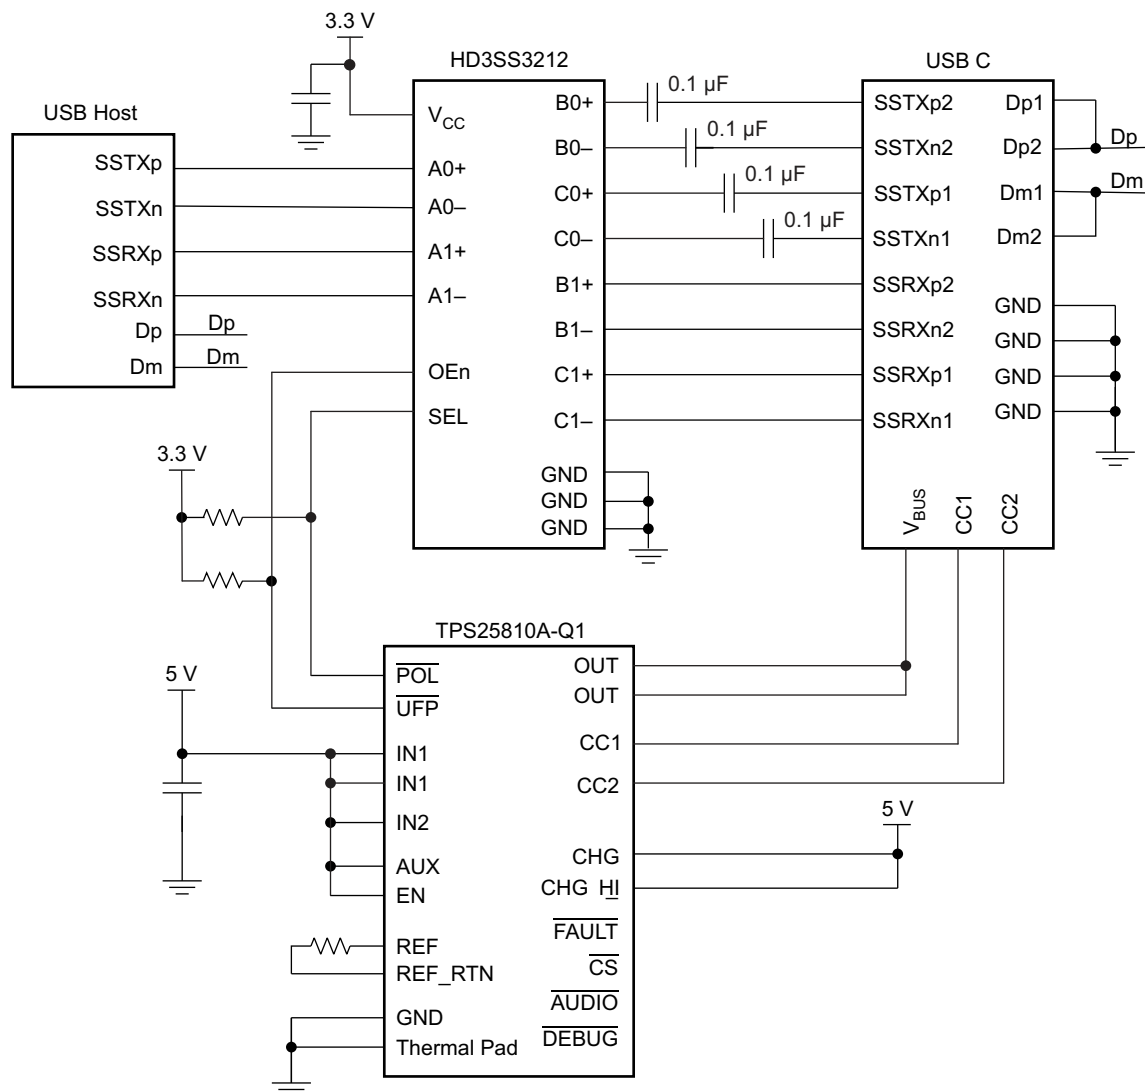 3.3 V
HD3SS3212
USB C
USB Host
SSTXp
SSTXn
SSRXp
SSRXn
Dp
Dm
Dp
Dm
VCC
A0+
A0–
A1+
A1–
OEn
SEL
B0+
B0–
C0+
C0–
B1+
B1–
C1+
C1–
GND
GND
GND
0.1 µF
0.1 µF
0.1 µF
0.1 µF
SSTXp2
SSTXn2
SSTXp1
SSTXn1
SSRXp2
SSRXn2
SSRXp1
SSRXn1
Dp1
Dp2
Dm1
Dm2
GND
GND
GND
GND
VBUS
CC1
CC2
Dp
Dm
3.3 V
5 V
TPS25810A-Q1
POL
UFP
IN1
IN1
IN2
AUX
EN
REF
REF_RTN
GND
Thermal Pad
OUT
OUT
CC1
CC2
CHG
CHG_HI
FAULT
CS
AUDIO
DEBUG
5 V